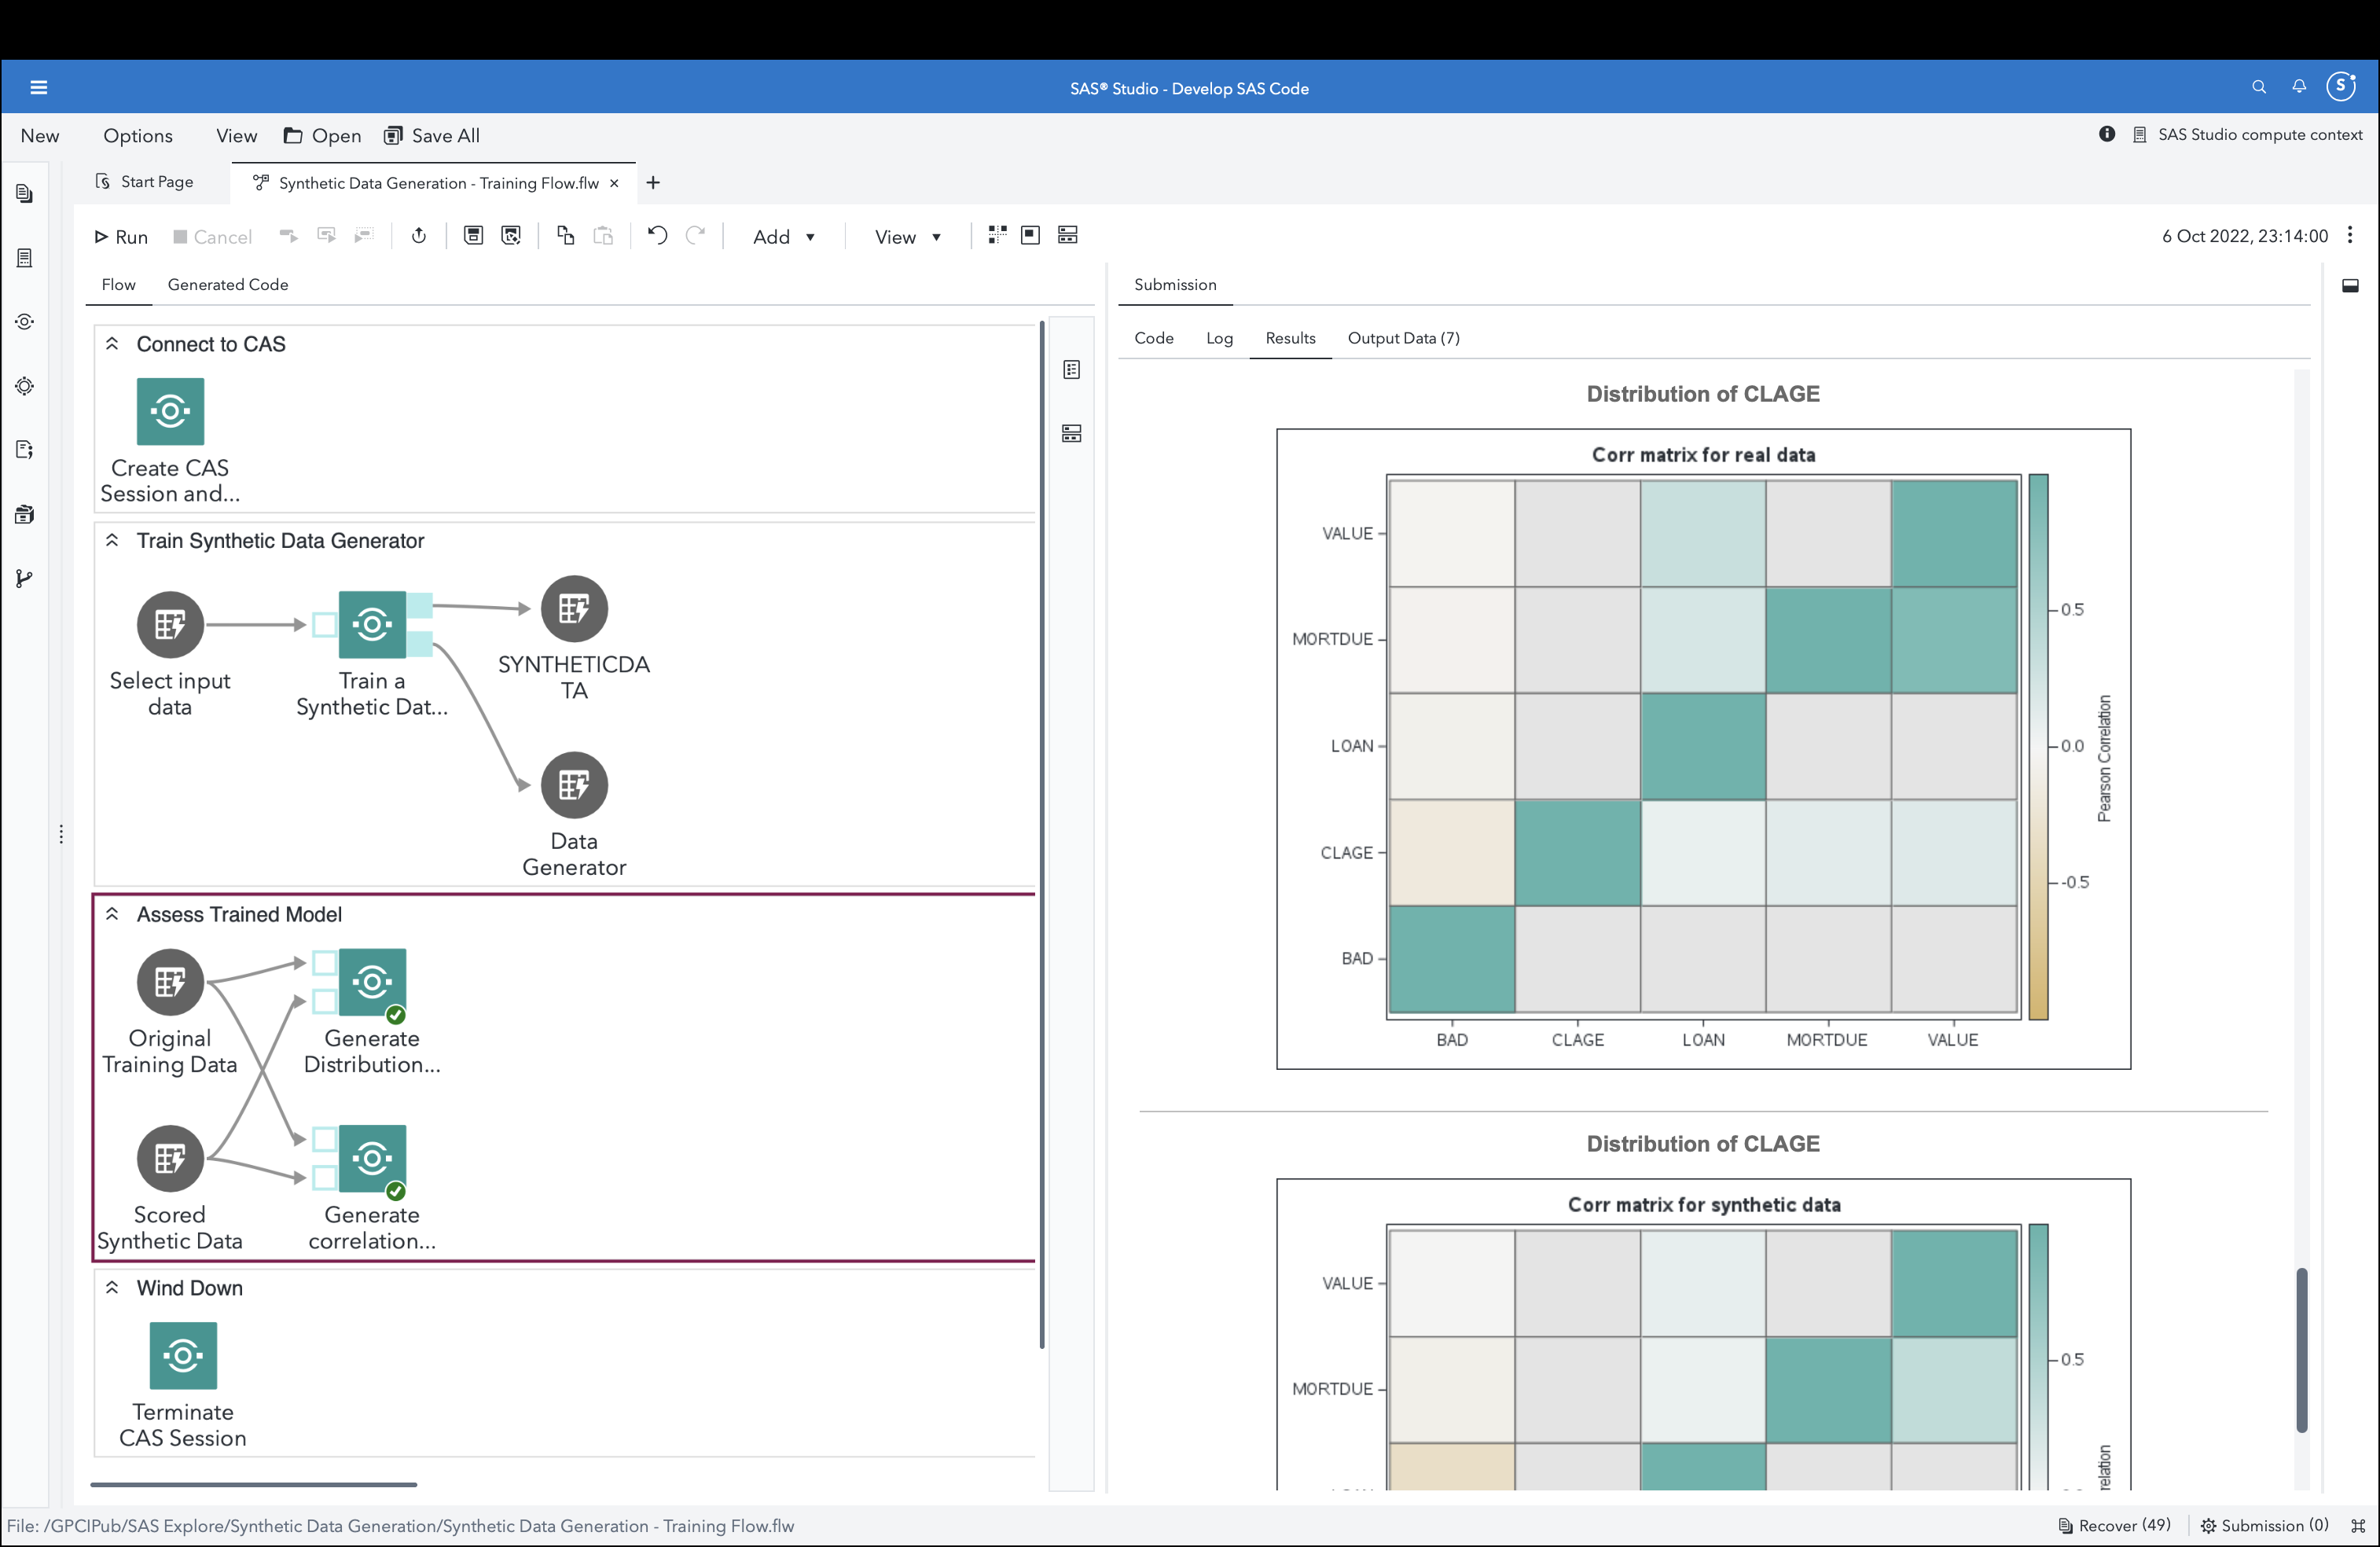 SAS® Studio - Develop SAS Code
S
New Options View Open Save All
SAS Studio compute context
Start Page
Synthetic Data Generation - Training Flow.flw
Run Cancel Add View
6 Oct 2022, 23:14:00
Flow Generated Code
Connect to CAS
Create CAS
Session and...
Train Synthetic Data Generator
Select input
data
Train a
Synthetic Dat...
SYNTHETICDA
TA
Data
Generator
Assess Trained Model
Original
Training Data
Generate
Distribution...
Scored
Synthetic Data
Generate
correlation...
Wind Down
Terminate
CAS Session
Submission
Code Log Results Output Data (7)
Distribution of CLAGE
Corr matrix for real data
VALUE
MORTDUE
LOAN
CLAGE
BAD
BAD CLAGE LOAN MORTDUE VALUE
0.5
0.0
-0.5
Pearson Correlation
Distribution of CLAGE
Corr matrix for synthetic data
VALUE
MORTDUE
0.5
File: /GPCIPub/SAS Explore/Synthetic Data Generation/Synthetic Data Generation - Training Flow.flw
Recover (49) Submission (0)